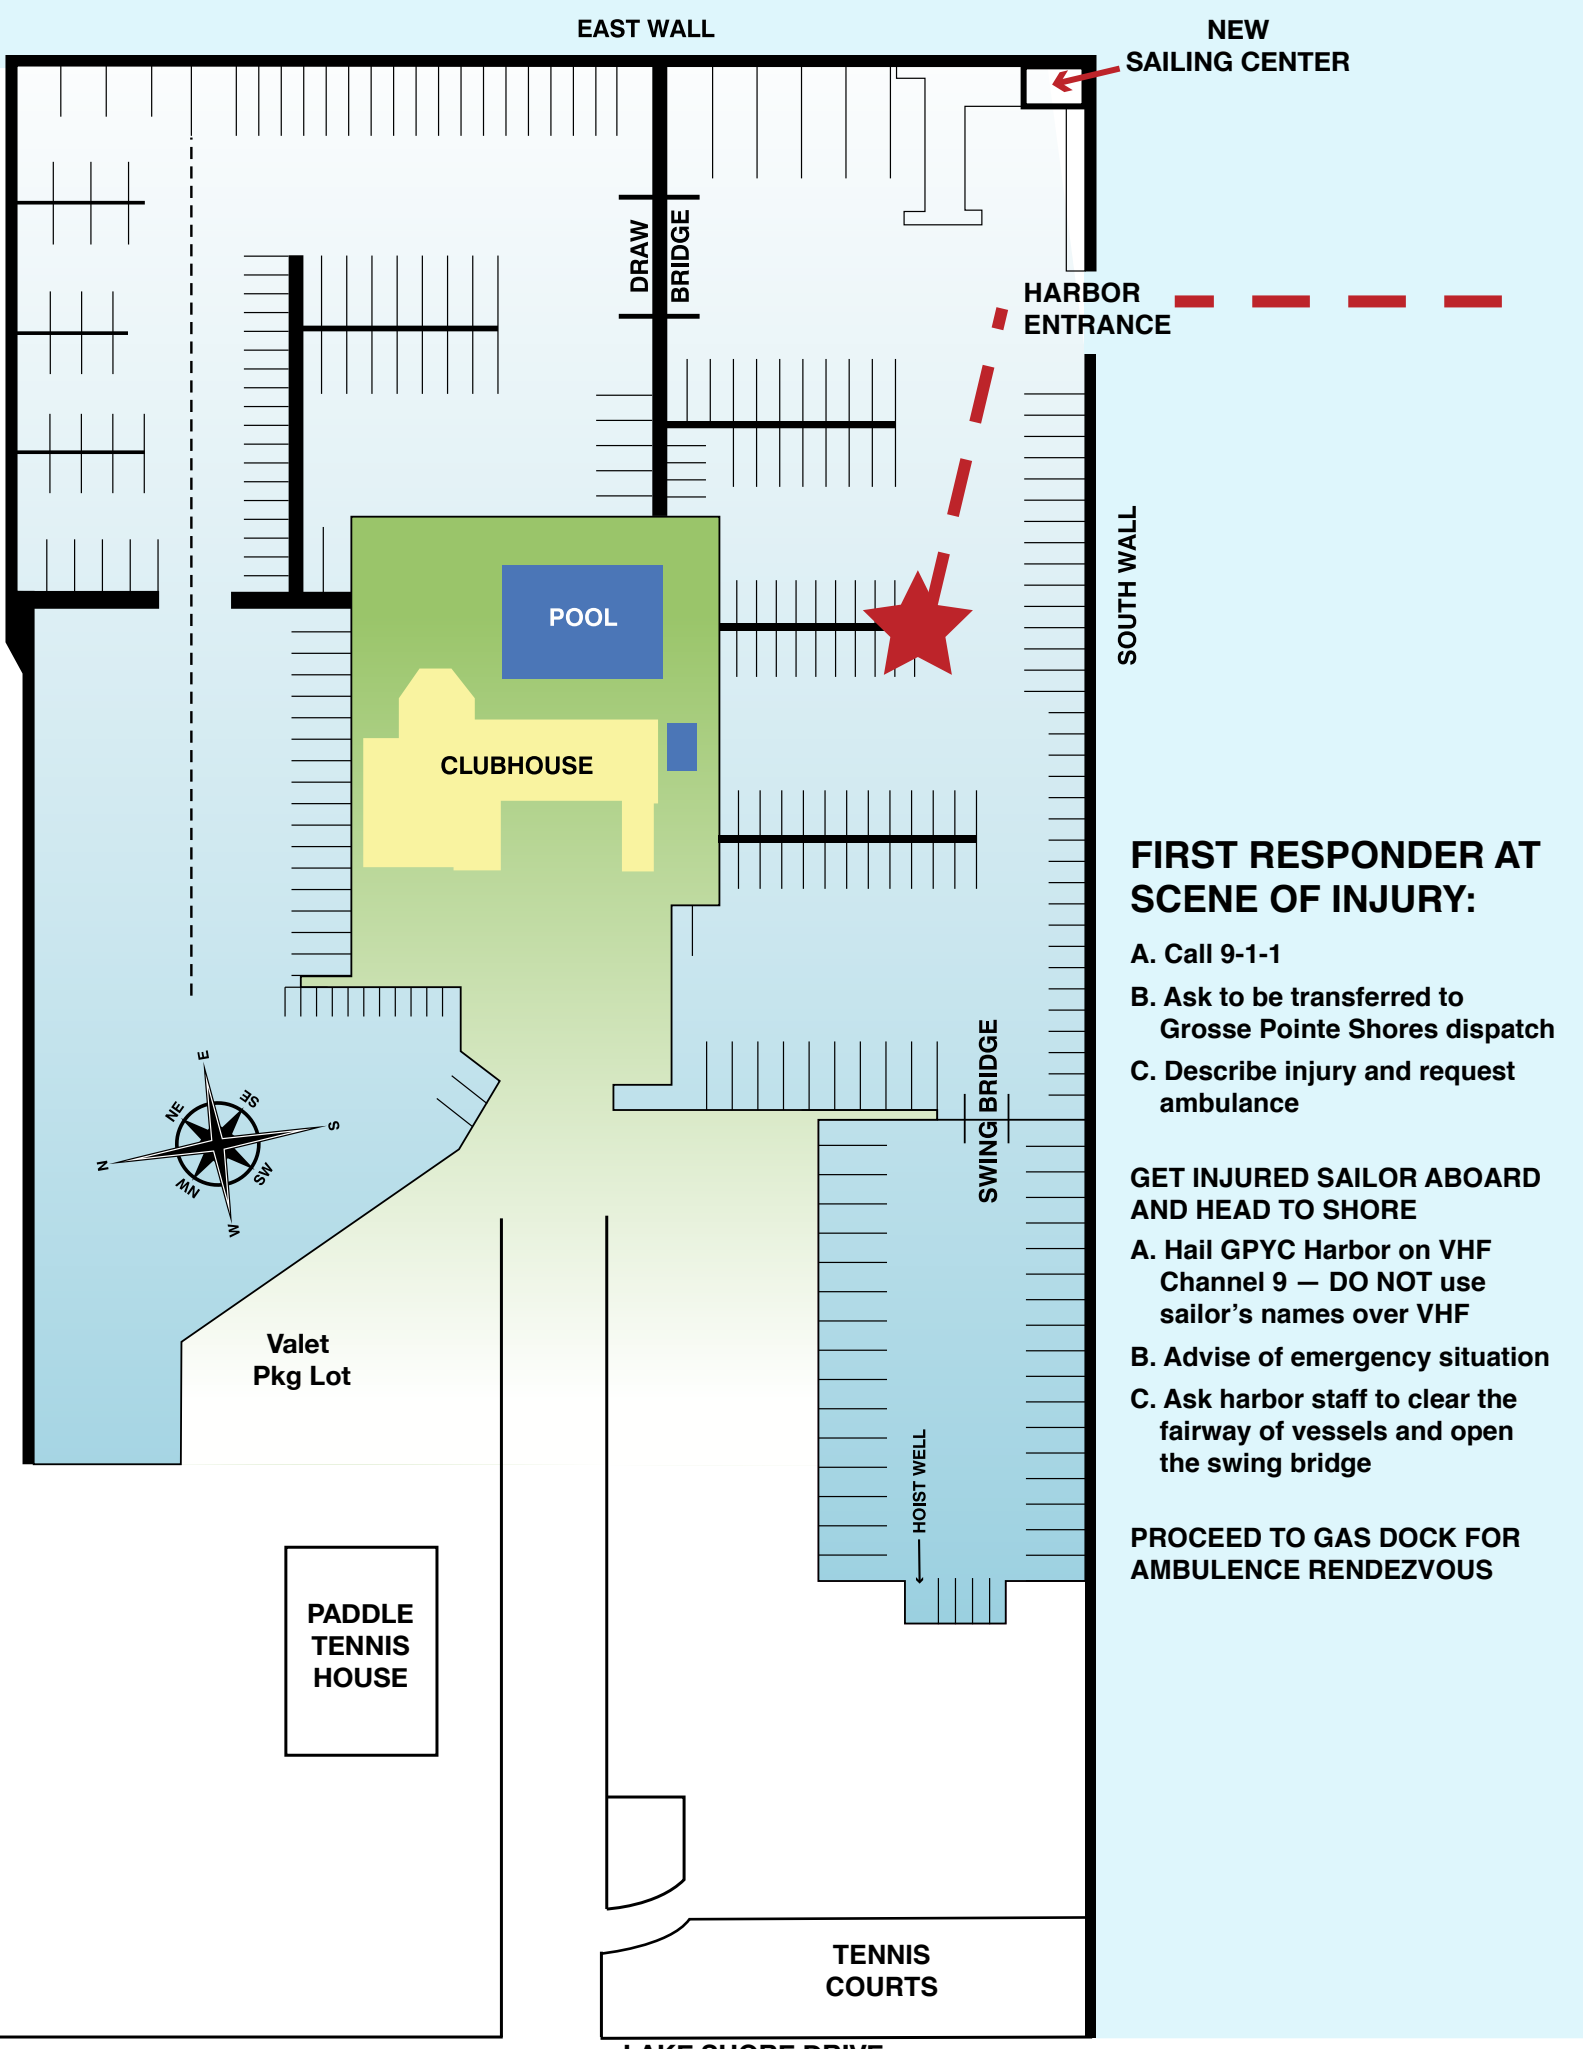 EAST WALL
NEW
SAILING CENTER
DRAW
BRIDGE
HARBOR
ENTRANCE
POOL
SOUTH WALL
CLUBHOUSE
FIRST RESPONDER AT
SCENE OF INJURY:
A. Call 9-1-1
B. Ask to be transferred to
Grosse Pointe Shores dispatch
C. Describe injury and request
ambulance
SWING BRIDGE
E
NE
SE
N
S
NW
SW
W
GET INJURED SAILOR ABOARD
AND HEAD TO SHORE
A. Hail GPYC Harbor on VHF
Channel 9 — DO NOT use
sailor's names over VHF
B. Advise of emergency situation
C. Ask harbor staff to clear the
fairway of vessels and open
the swing bridge
Valet
Pkg Lot
HOIST WELL
PROCEED TO GAS DOCK FOR
AMBULENCE RENDEZVOUS
PADDLE
TENNIS
HOUSE
TENNIS
COURTS
LAKE SHORE DRIVE